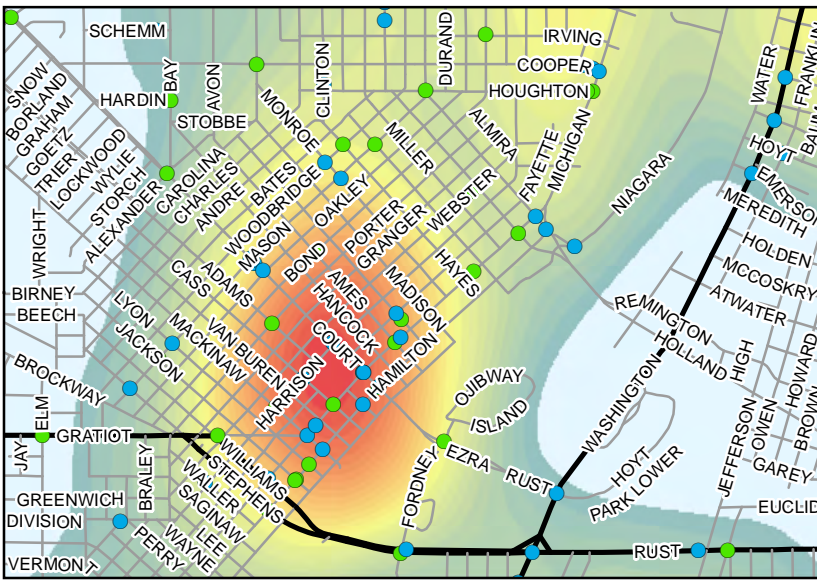 SCHEMM
IRVING
DURAND
CLINTON
COOPER
BAY
AVON
WATER
FRANKLIN
SNOW
BORLAND
GRAHAM
GOETZ
TRIER
HARDIN
HOUGHTON
STOBBE
MONROE
MILLER
ALMIRA
FAYETTE
MICHIGAN
HOYT
LOCKWOOD
WYLIE
STORCH
ALEXANDER
CAROLINA
CHARLES
ANDRE
BATES
WOODBRIDGE
MASON
OAKLEY
WEBSTER
NIAGARA
EMERSON
MEREDITH
WRIGHT
PORTER
GRANGER
BOND
HAYES
HOLDEN
MCCOSKRY
ATWATER
CASS
ADAMS
AMES
HANCOCK
MADISON
BIRNEY
BEECH
LYON
JACKSON
MACKINAW
VAN BUREN
COURT
HAMILTON
HARRISON
REMINGTON
HOLLAND
HIGH
HOWARD
BROCKWAY
OJIBWAY
ISLAND
WASHINGTON
JEFFERSON
OWEN
BROWN
ELM
GRATIOT
JAY
BRALEY
WILLIAMS
STEPHENS
WALLER
SAGINAW
LEE
WAYNE
PERRY
EZRA RUST
FORDNEY
HOYT
PARK LOWER
GAREY
EUCLID
GREENWICH
DIVISION
VERMONT
RUST